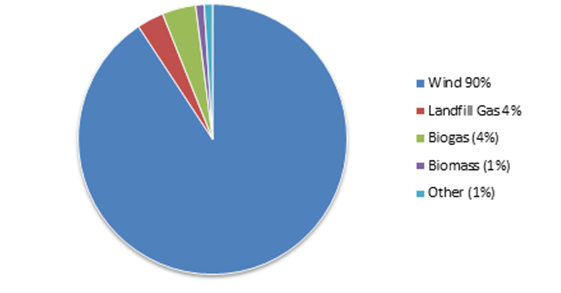 Wind 90%
Landfill Gas 4%
Biogas (4%)
Biomass (1%)
Other (1%)